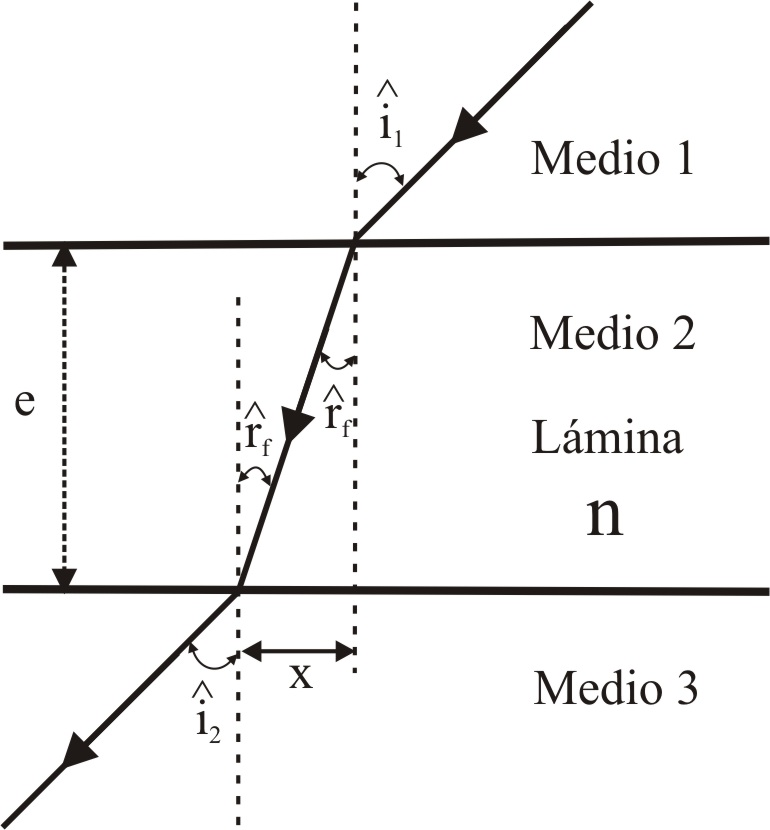 î₁
Medio 1
Medio 2
e
r̂f
r̂f
Lámina
n
x
Medio 3
î₂